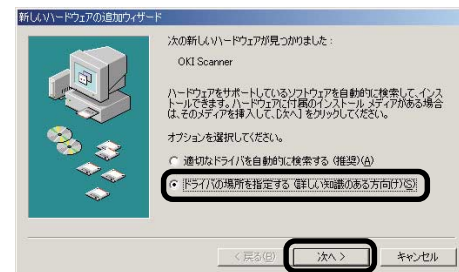 新しいハードウェアの追加ウィザード
次の新しいハードウェアが見つかりました：
OKI Scanner
ハードウェアをサポートしているソフトウェアを自動的に検索して、インス
トールできます。ハードウェアに付属のインストール メディアがある場合
は、そのメディアを挿入して、[次へ] をクリックしてください。
オプションを選択してください。
適切なドライバを自動的に検索する (推奨)(A)
ドライバの場所を指定する (詳しい知識のある方向け)(S)
< 戻る(B)
次へ >
キャンセル